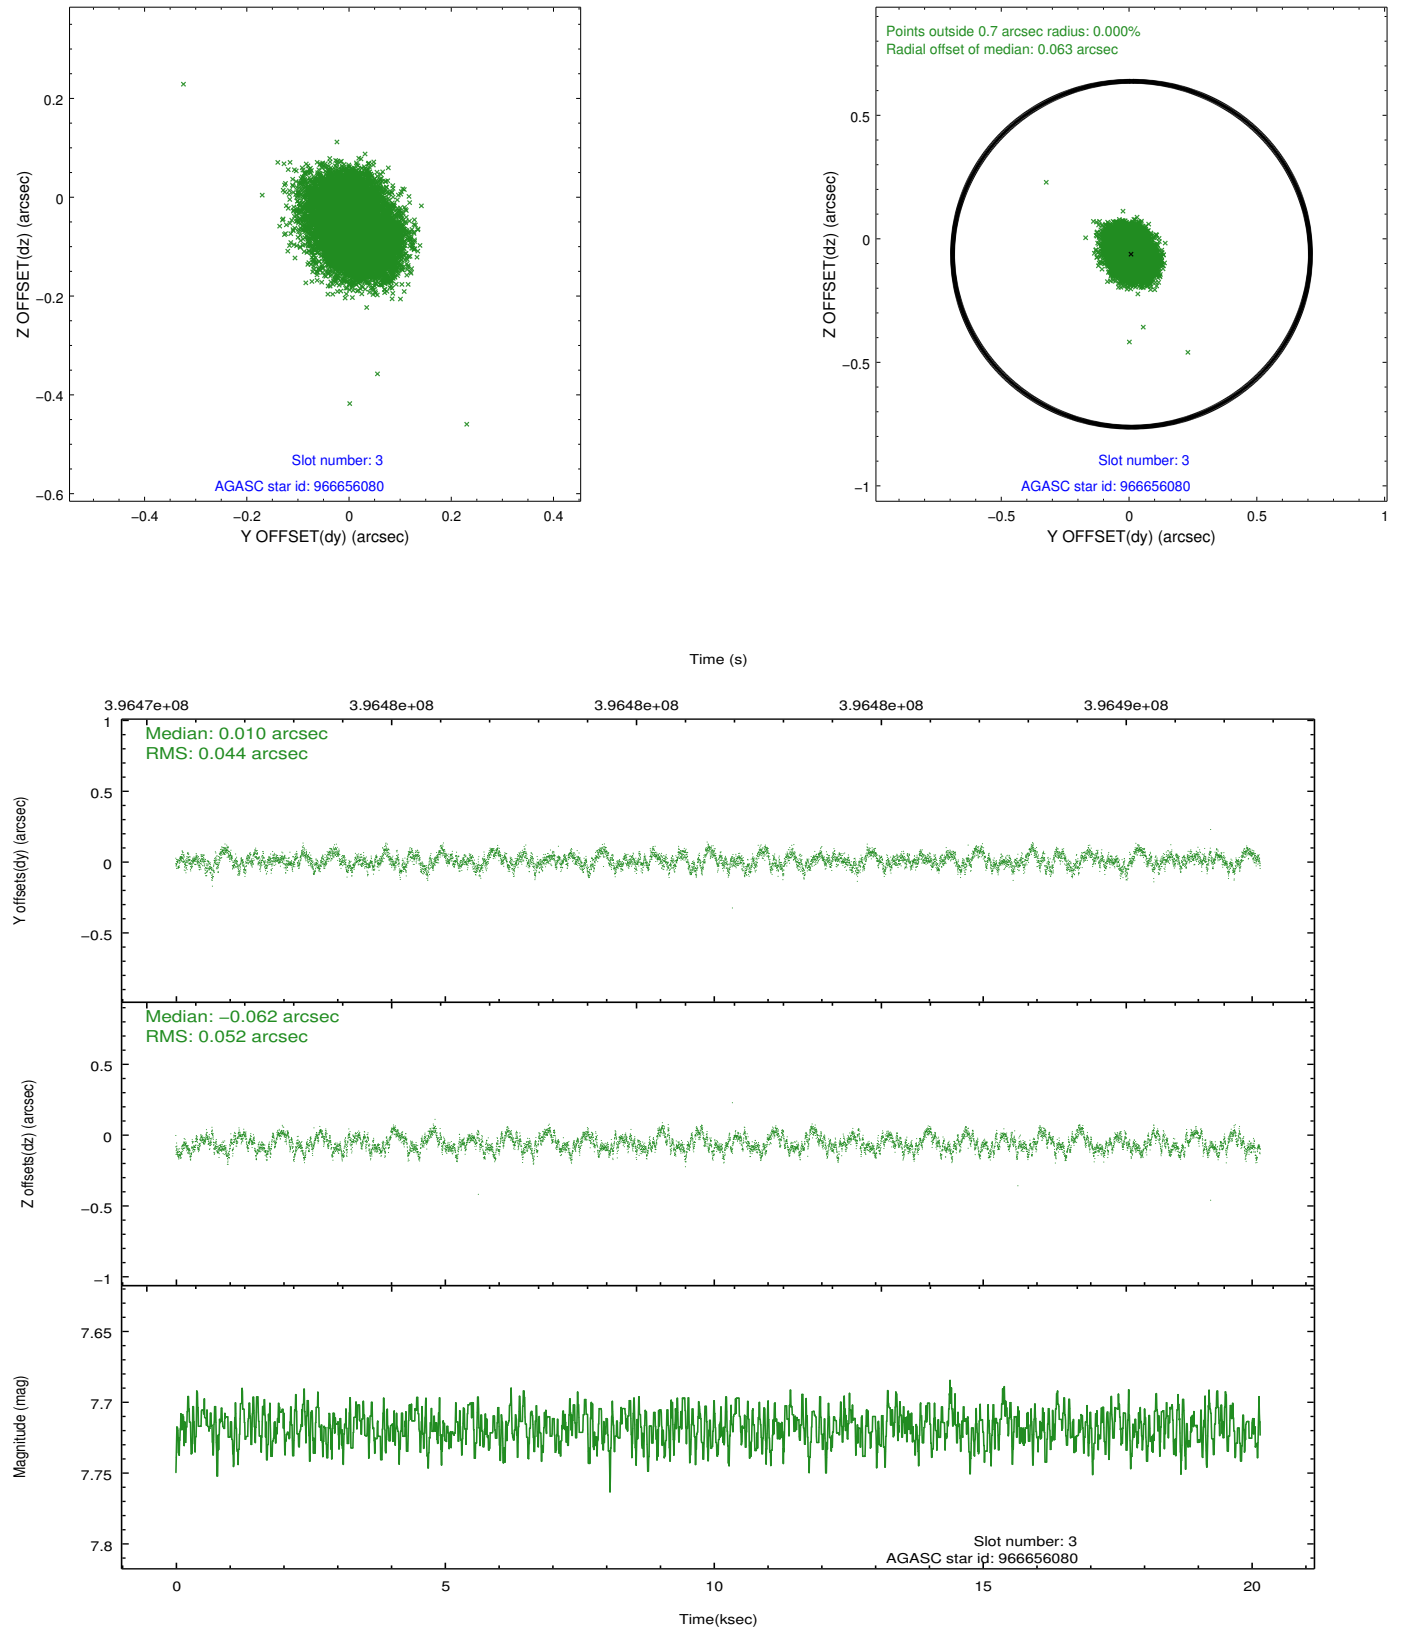 0.2
0
−0.2
−0.4
−0.6
−0.4
−0.2
0
0.2
0.4
Z OFFSET(dz) (arcsec)
Y OFFSET(dy) (arcsec)
Slot number: 3
AGASC star id: 966656080
Points outside 0.7 arcsec radius: 0.000%
Radial offset of median: 0.063 arcsec
0.5
0
−0.5
−1
−0.5
0
0.5
1
Z OFFSET(dz) (arcsec)
Y OFFSET(dy) (arcsec)
Slot number: 3
AGASC star id: 966656080
Time (s)
3.9647e+08 3.9648e+08 3.9648e+08 3.9648e+08 3.9649e+08
Median: 0.010 arcsec
RMS: 0.044 arcsec
1
0.5
0
−0.5
Y offsets(dy) (arcsec)
Median: −0.062 arcsec
RMS: 0.052 arcsec
0.5
0
−0.5
−1
Z offsets(dz) (arcsec)
7.65
7.7
7.75
7.8
Magnitude (mag)
Slot number: 3
AGASC star id: 966656080
0 5 10 15 20
Time(ksec)